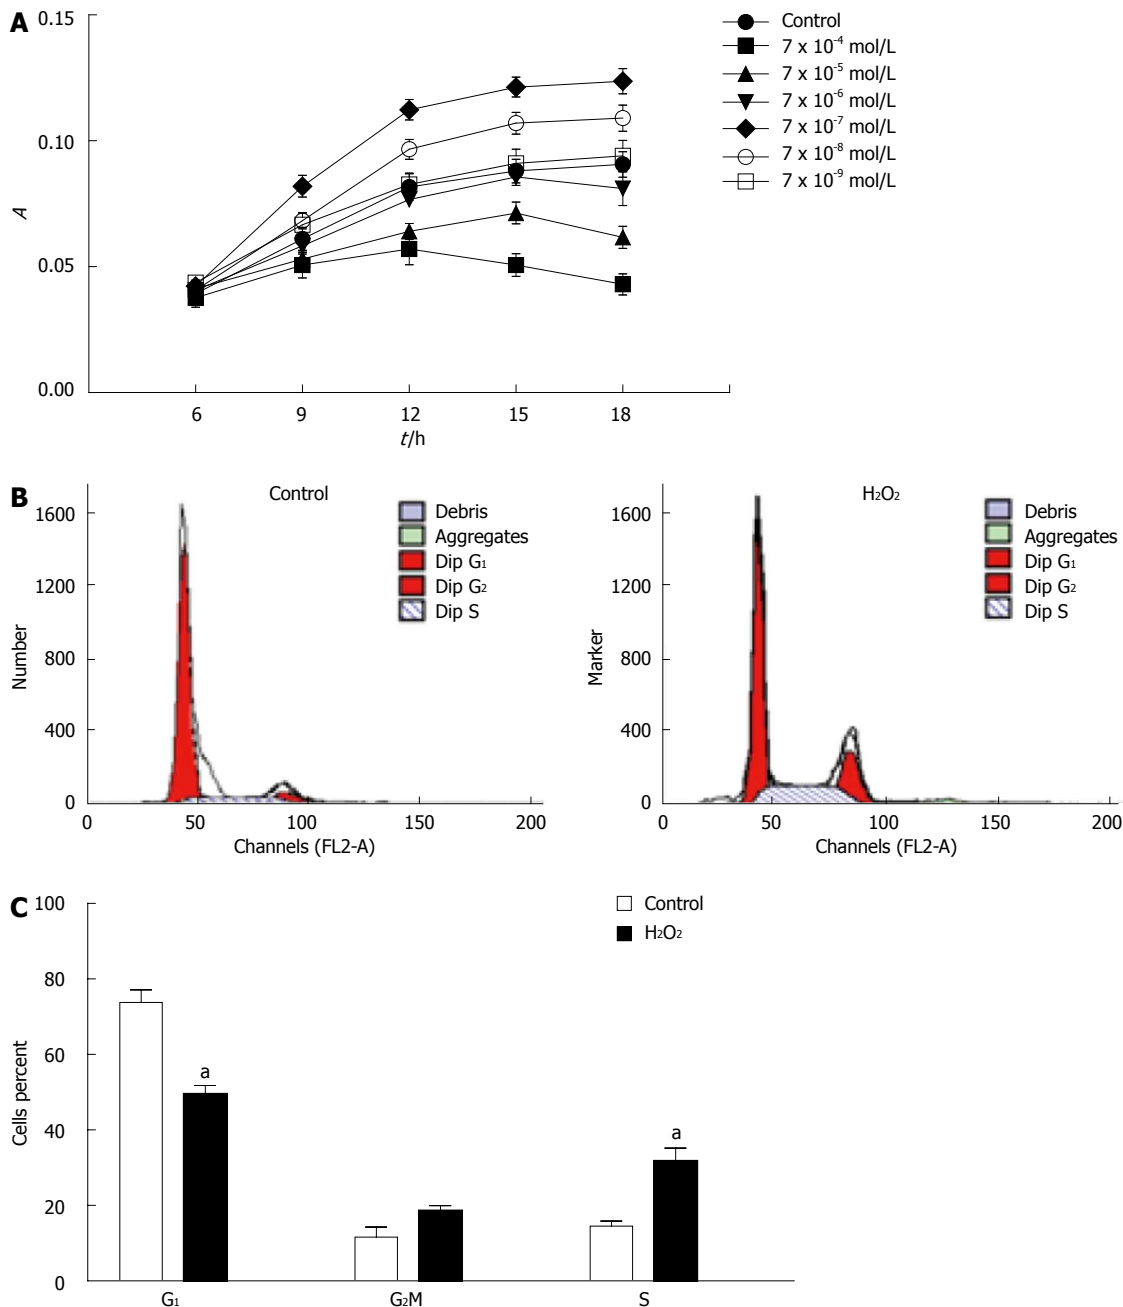 A
0.15
0.10
0.05
0.00
A
6 9 12 15 18
t/h
Control
7 x 10⁻⁴ mol/L
7 x 10⁻⁵ mol/L
7 x 10⁻⁶ mol/L
7 x 10⁻⁷ mol/L
7 x 10⁻⁸ mol/L
7 x 10⁻⁹ mol/L
B
Control
1600
1200
800
400
0
Number
0 50 100 150 200
Channels (FL2-A)
Debris
Aggregates
Dip G₁
Dip G₂
Dip S
H₂O₂
1600
1200
800
400
0
Marker
0 50 100 150 200
Channels (FL2-A)
Debris
Aggregates
Dip G₁
Dip G₂
Dip S
C
100
80
60
40
20
0
Cells percent
Control
H₂O₂
a
a
G₁ G₂M S